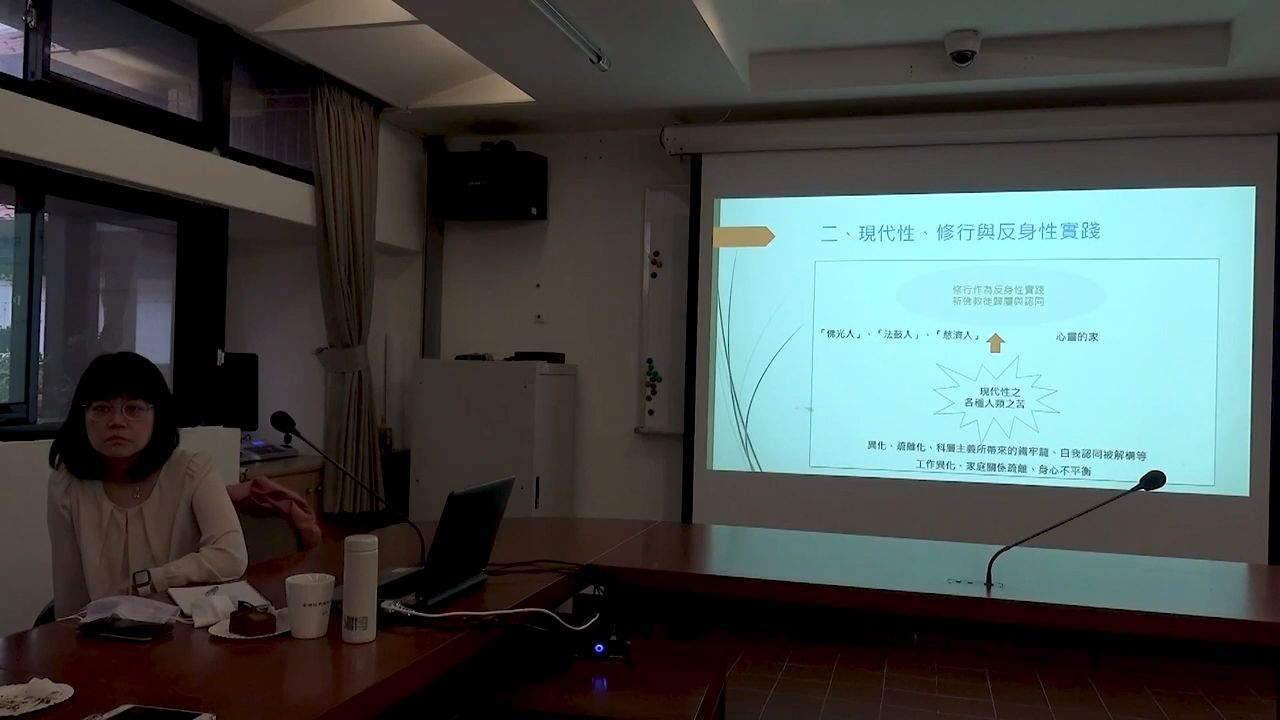 二、現代性、修行與反身性實踐
修行作為反身性實踐
新佛教徒歸屬與認同
「佛光人」、「法鼓人」、「慈濟人」
心靈的家
現代性之
各種人類之苦
異化、疏離化、科層主義所帶來的鐵牢籠、自我認同被解構等
工作異化、家庭關係疏離、身心不平衡